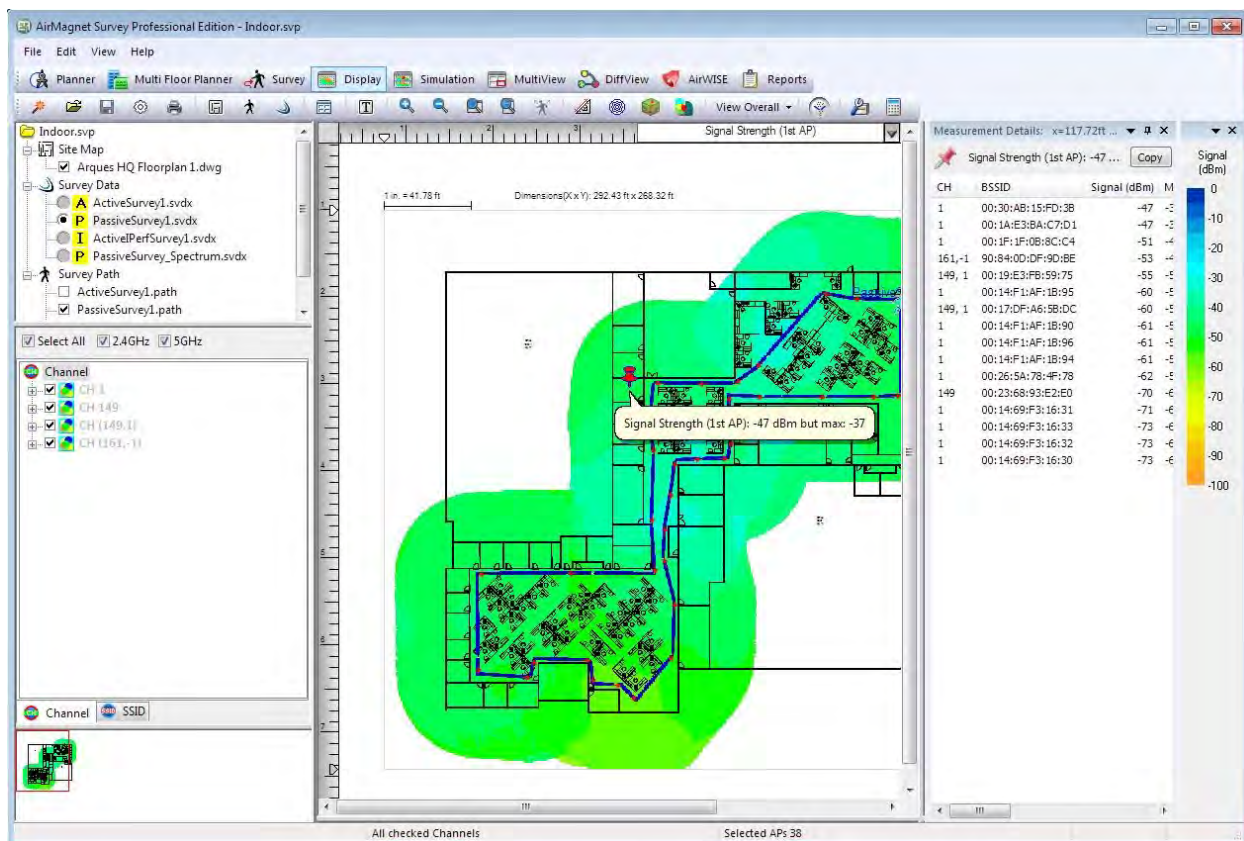 AirMagnet Survey Professional Edition - Indoor.svp
File Edit View Help
Planner Multi Floor Planner Survey Display Simulation MultiView DiffView AirWISE Reports
T View Overall
Indoor.svp
Site Map
Arques HQ Floorplan 1.dwg
Survey Data
A ActiveSurvey1.svdx
P PassiveSurvey1.svdx
I ActiveIPerfSurvey1.svdx
P PassiveSurvey_Spectrum.svdx
Survey Path
ActiveSurvey1.path
PassiveSurvey1.path
Select All 2.4GHz 5GHz
Channel
CH 1
CH 149
CH (149,1)
CH (161,-1)
Channel SSID
Signal Strength (1st AP)
1 in. = 41.78 ft Dimensions(X x Y): 292.43 ft x 268.32 ft
Signal Strength (1st AP): -47 dBm but max: -37
Measurement Details: x=117.72ft ...
Signal Strength (1st AP): -47 ... Copy
CH BSSID Signal (dBm) M
1 00:30:AB:15:FD:3B -47
1 00:1A:E3:BA:C7:D1 -47
1 00:1F:1F:0B:8C:C4 -51
161,-1 90:84:0D:DF:9D:BE -53
149, 1 00:19:E3:FB:59:75 -55
1 00:14:F1:AF:1B:95 -60
149, 1 00:17:DF:A6:5B:DC -60
1 00:14:F1:AF:1B:90 -61
1 00:14:F1:AF:1B:96 -61
1 00:14:F1:AF:1B:94 -61
1 00:26:5A:78:4F:78 -62
149 00:23:68:93:E2:E0 -70
1 00:14:69:F3:16:31 -71
1 00:14:69:F3:16:33 -73
1 00:14:69:F3:16:32 -73
1 00:14:69:F3:16:30 -73
Signal
(dBm)
0
-10
-20
-30
-40
-50
-60
-70
-80
-90
-100
All checked Channels Selected APs 38